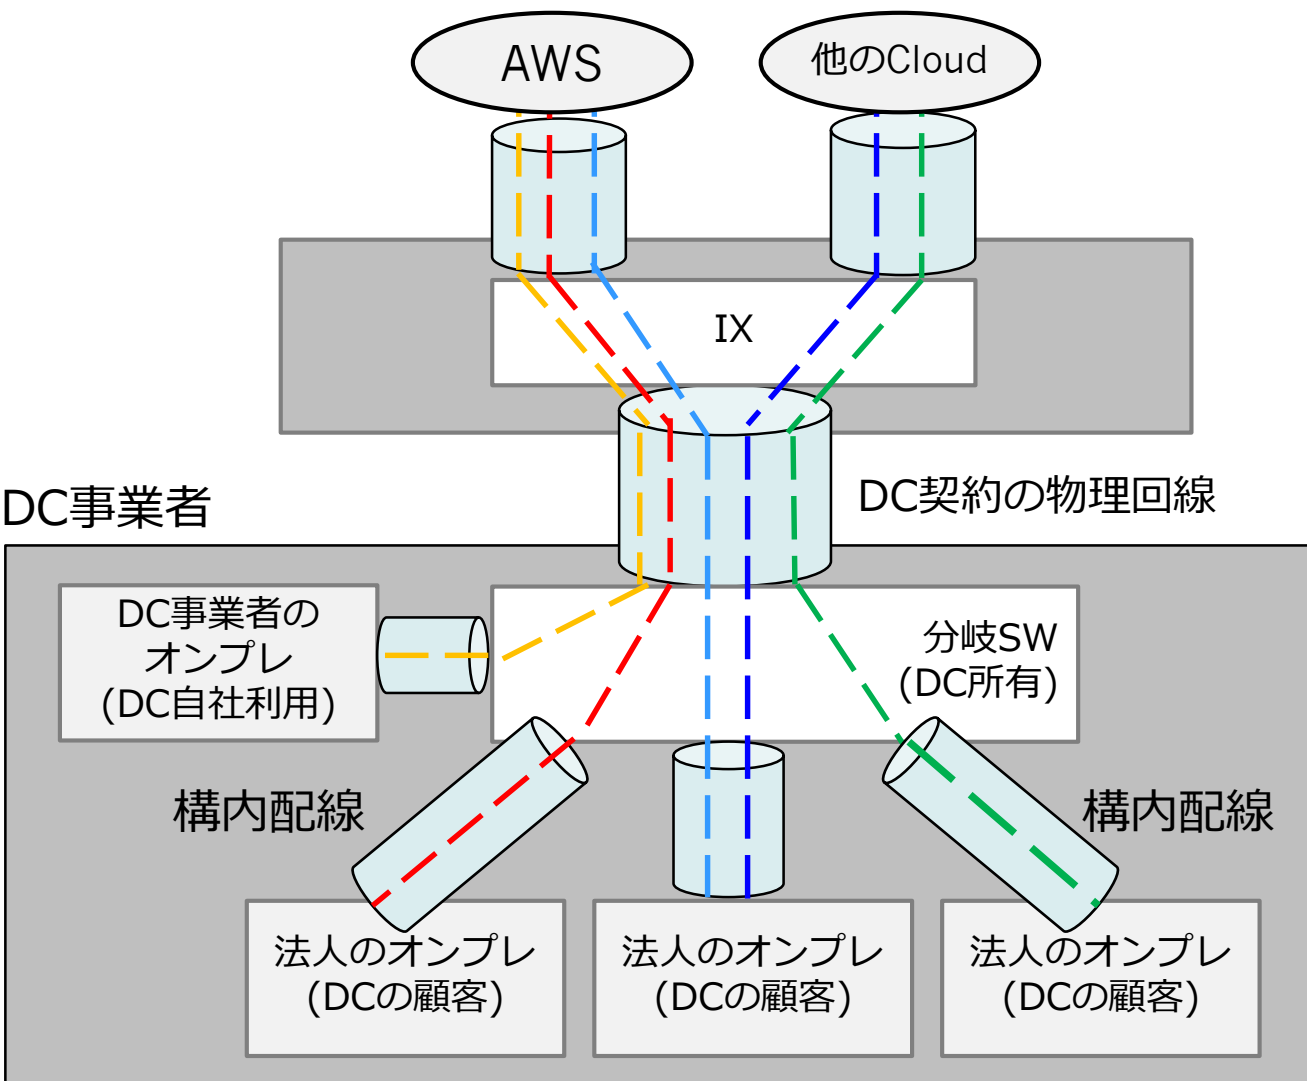 AWS
他のCloud
IX
DC事業者
DC契約の物理回線
DC事業者の
オンプレ
(DC自社利用)
分岐SW
(DC所有)
構内配線
構内配線
法人のオンプレ
(DCの顧客)
法人のオンプレ
(DCの顧客)
法人のオンプレ
(DCの顧客)